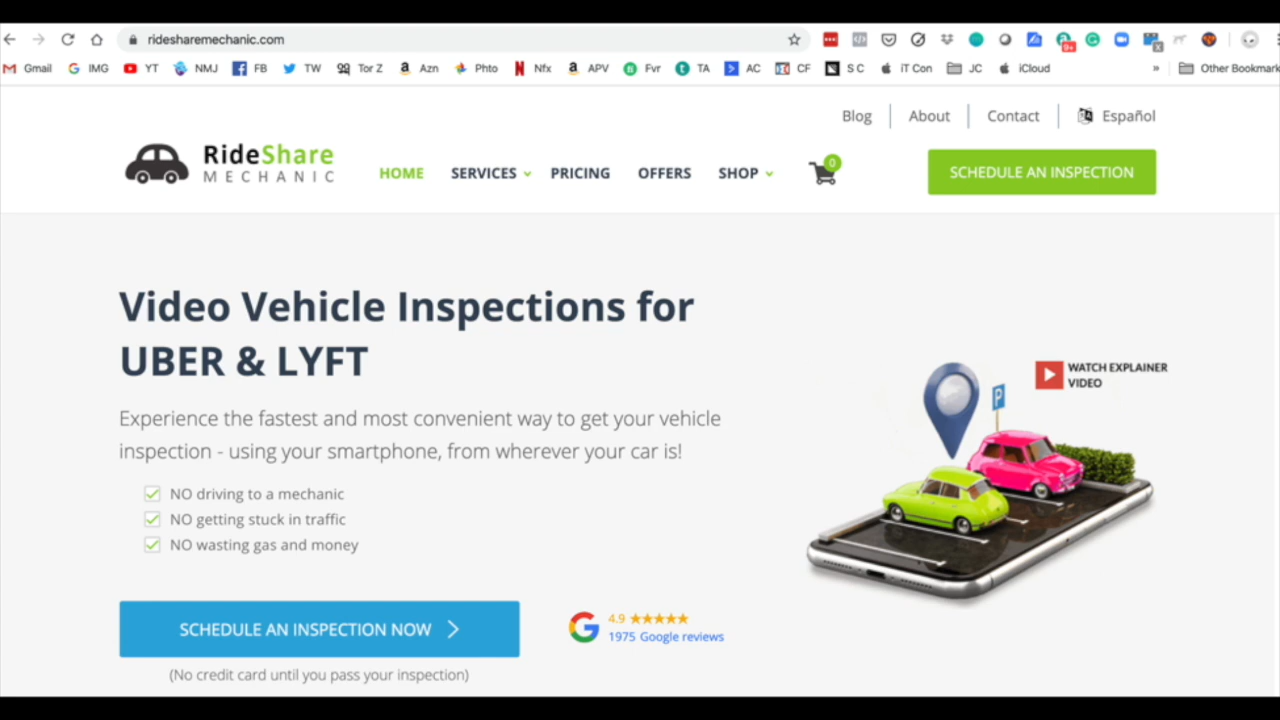 ridesharemechanic.com
9+
X
Gmail IMG YT NMJ FB TW Tor Z Azn Phto Nfx APV Fvr TA AC CF S C iT Con JC iCloud » Other Bookmark
Blog About Contact Español
RideShare
MECHANIC
HOME SERVICES PRICING OFFERS SHOP 0
SCHEDULE AN INSPECTION
Video Vehicle Inspections for
UBER & LYFT
Experience the fastest and most convenient way to get your vehicle
inspection - using your smartphone, from wherever your car is!
NO driving to a mechanic
NO getting stuck in traffic
NO wasting gas and money
SCHEDULE AN INSPECTION NOW
(No credit card until you pass your inspection)
4.9
1975 Google reviews
WATCH EXPLAINER
VIDEO
P